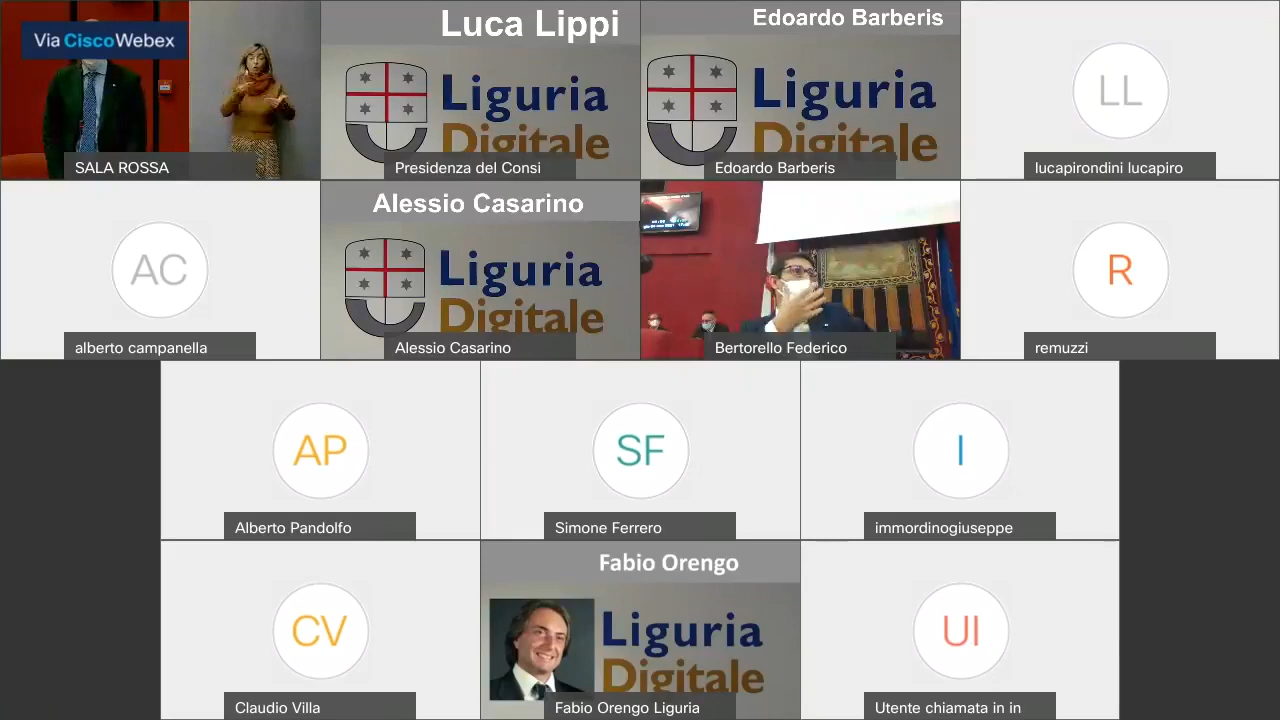 Via Cisco Webex
SALA ROSSA
Luca Lippi
Liguria
Digitale
Presidenza del Consi
Edoardo Barberis
Liguria
Digitale
Edoardo Barberis
LL
lucapirondini lucapiro
AC
alberto campanella
Alessio Casarino
Liguria
Digitale
Alessio Casarino
Bertorello Federico
R
remuzzi
AP
Alberto Pandolfo
SF
Simone Ferrero
I
immordinogiuseppe
CV
Claudio Villa
Fabio Orengo
Liguria
Digitale
Fabio Orengo Liguria
UI
Utente chiamata in in